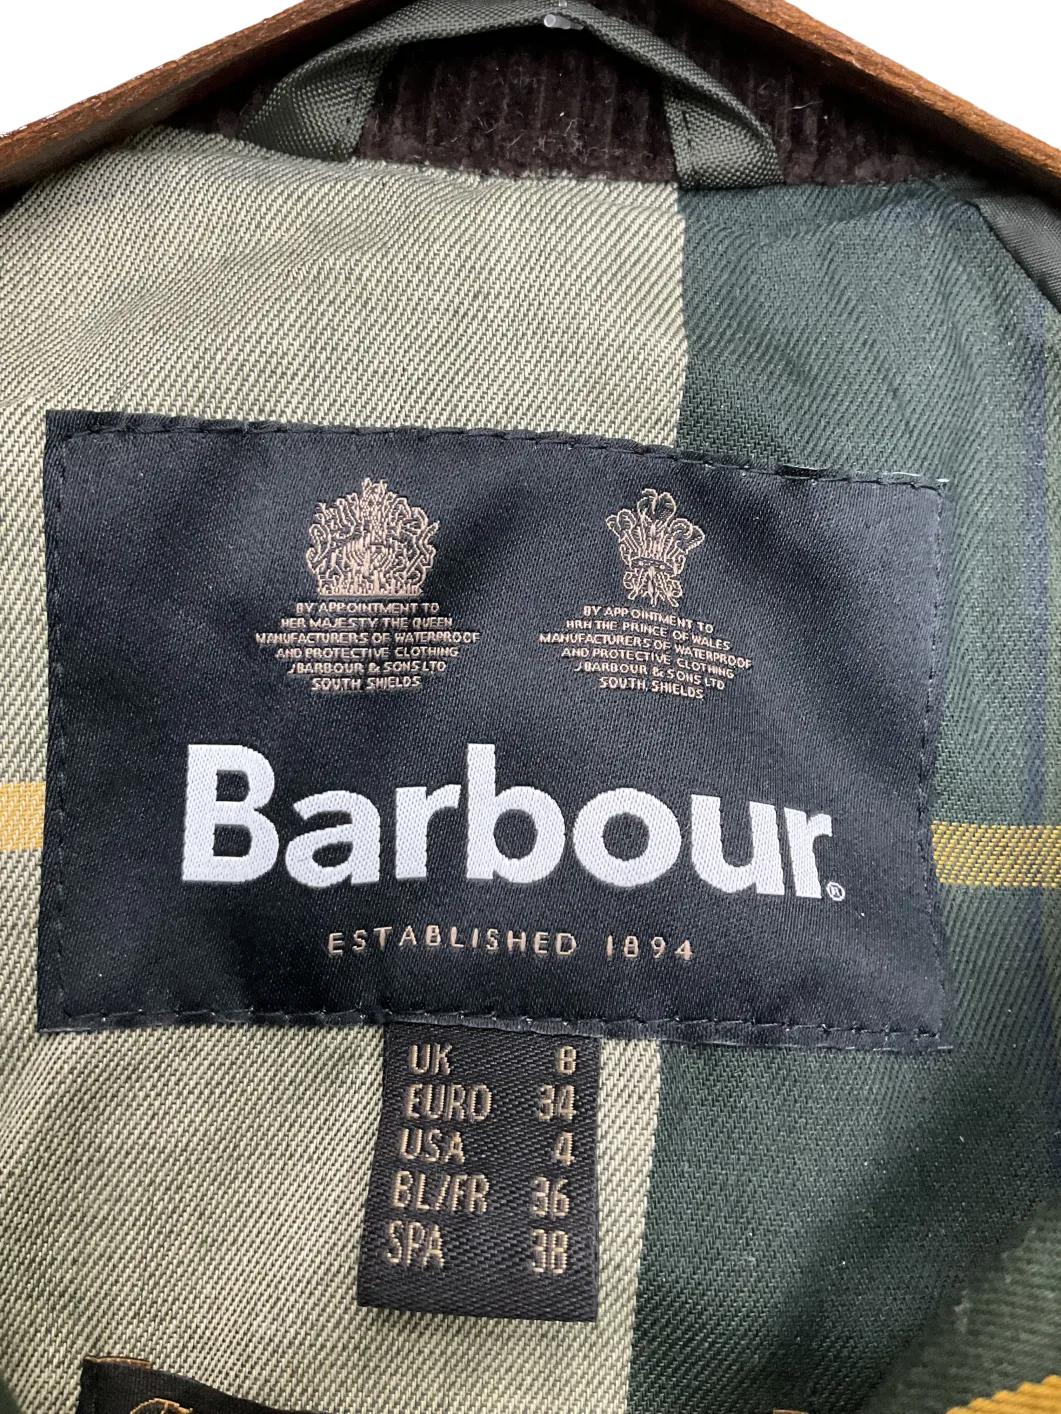 BY APPOINTMENT TO
HER MAJESTY THE QUEEN
MANUFACTURERS OF WATERPROOF
AND PROTECTIVE CLOTHING
J BARBOUR & SONS LTD
SOUTH SHIELDS
BY APPOINTMENT TO
HRH THE PRINCE OF WALES
MANUFACTURERS OF WATERPROOF
AND PROTECTIVE CLOTHING
J BARBOUR & SONS LTD
SOUTH SHIELDS
Barbour®
ESTABLISHED 1894
UK 8
EURO 34
USA 4
BL/FR 36
SPA 38